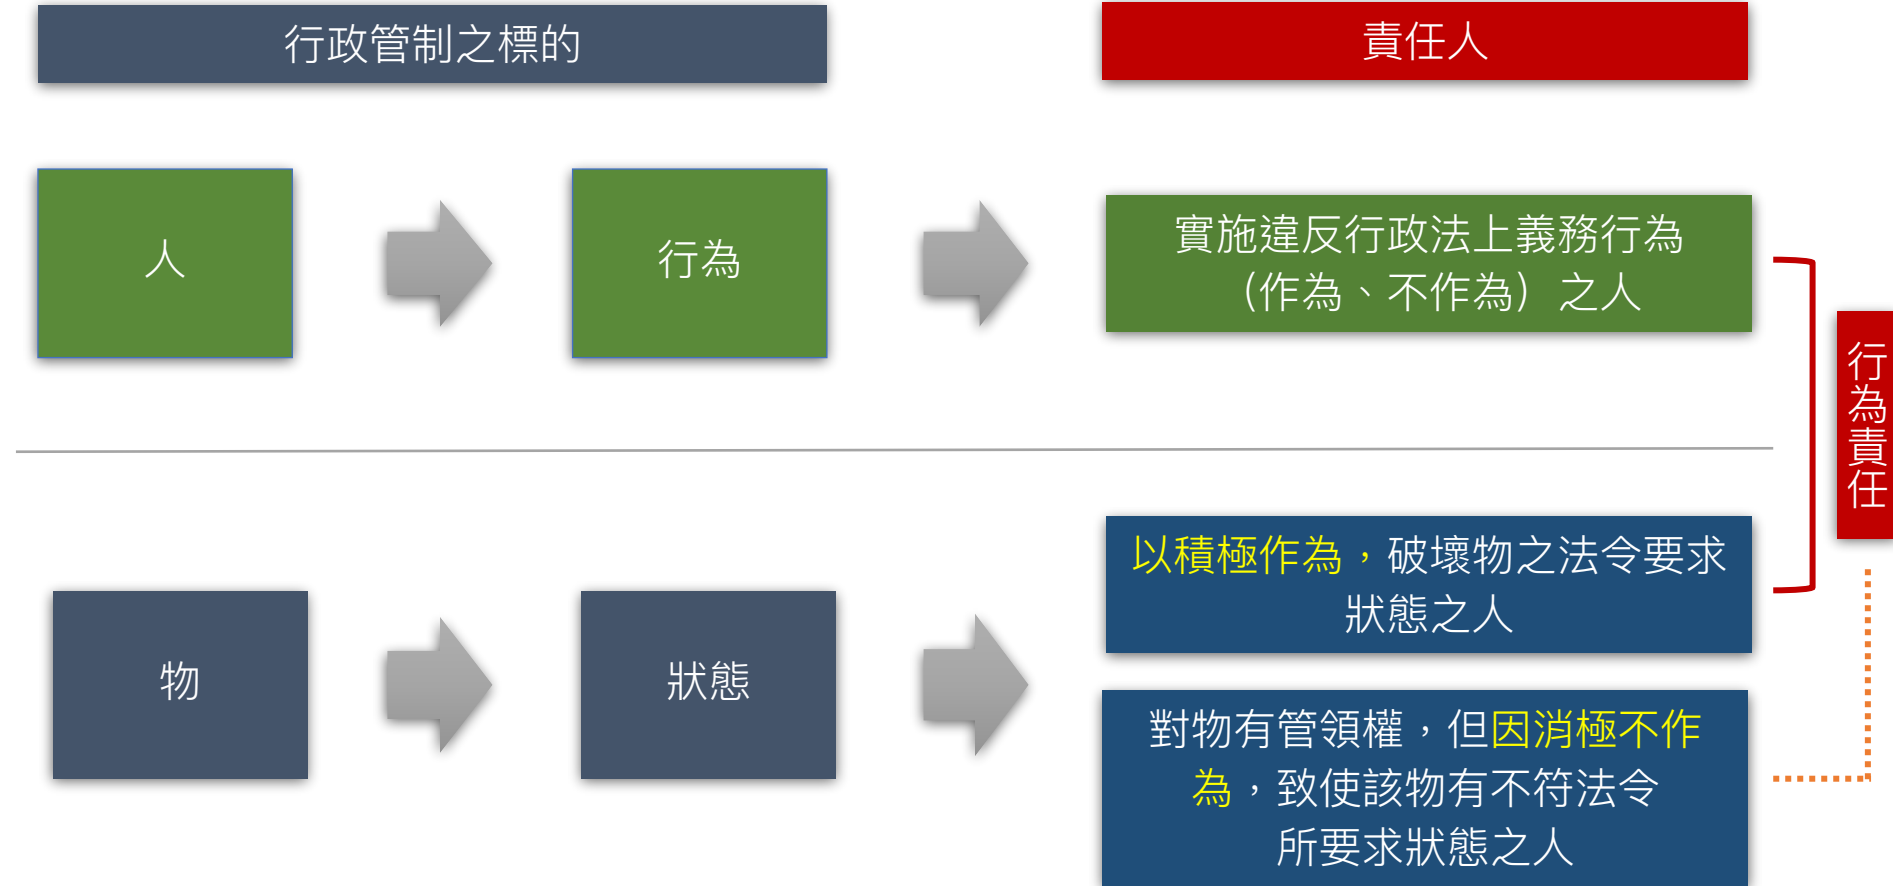 行政管制之標的
責任人
人
行為
實施違反行政法上義務行為
（作為、不作為）之人
行為責任
物
狀態
以積極作為，破壞物之法令要求
狀態之人
對物有管領權，但因消極不作
為，致使該物有不符法令
所要求狀態之人